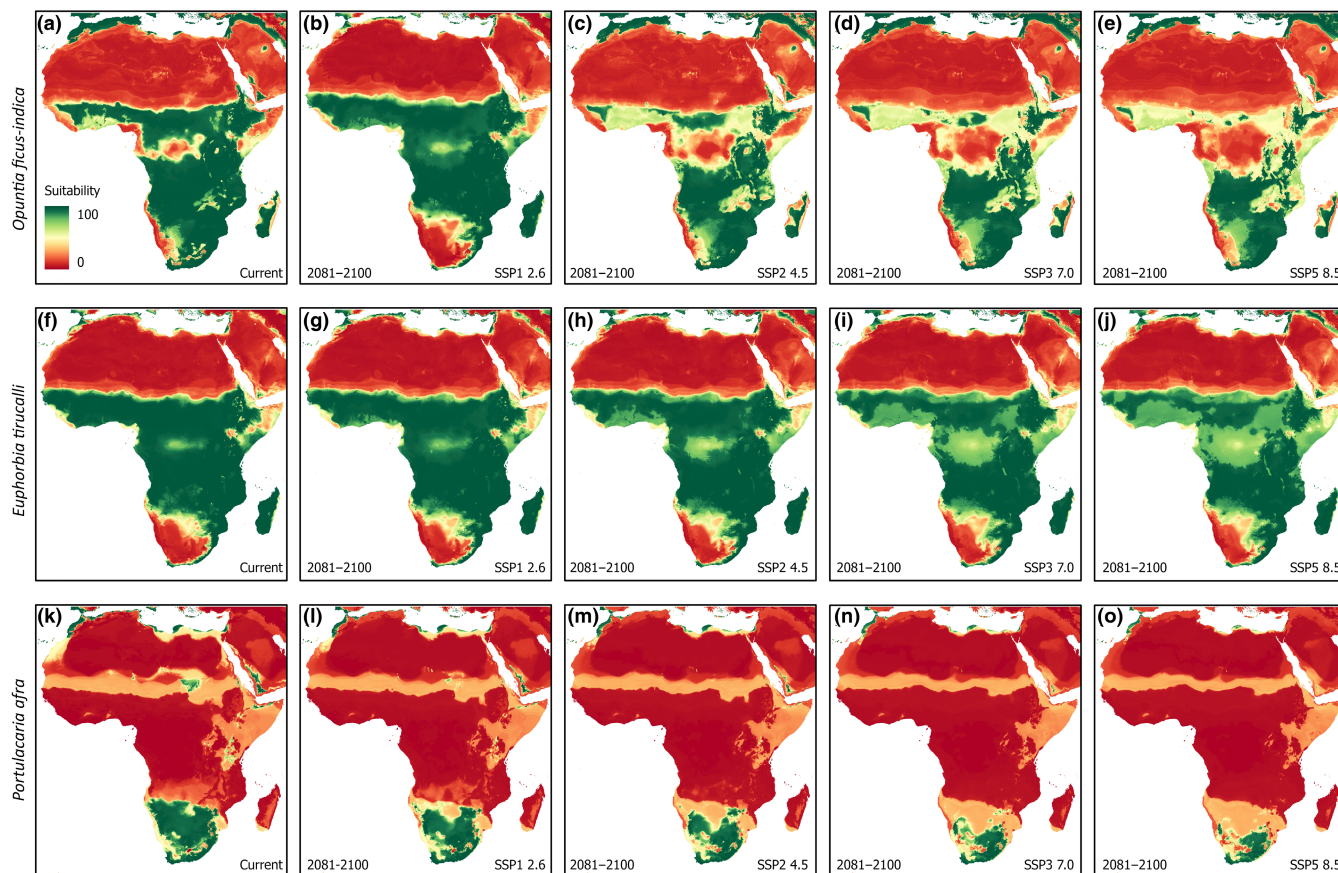 (a) (b) (c) (d) (e)
Opuntia ficus-indica
Suitability
100
0
Current 2081–2100 SSP1 2.6 2081–2100 SSP2 4.5 2081–2100 SSP3 7.0 2081–2100 SSP5 8.5
(f) (g) (h) (i) (j)
Euphorbia tirucalli
Current 2081–2100 SSP1 2.6 2081–2100 SSP2 4.5 2081–2100 SSP3 7.0 2081–2100 SSP5 8.5
(k) (l) (m) (n) (o)
Portulacaria afra
Current 2081-2100 SSP1 2.6 2081–2100 SSP2 4.5 2081–2100 SSP3 7.0 2081–2100 SSP5 8.5